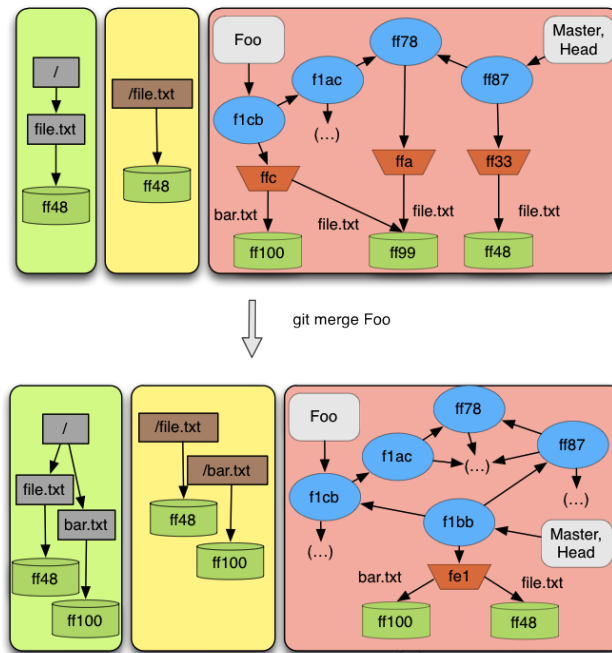 /
file.txt
ff48
/file.txt
ff48
Foo
ff78
Master,
Head
f1ac
ff87
f1cb
(...)
ffc
ffa
ff33
bar.txt
file.txt
file.txt
file.txt
ff100
ff99
ff48
git merge Foo
/
file.txt
bar.txt
ff48
ff100
/file.txt
/bar.txt
ff48
ff100
Foo
ff78
f1ac
ff87
(...)
f1cb
(...)
f1bb
(...)
Master,
Head
fe1
bar.txt
file.txt
ff100
ff48